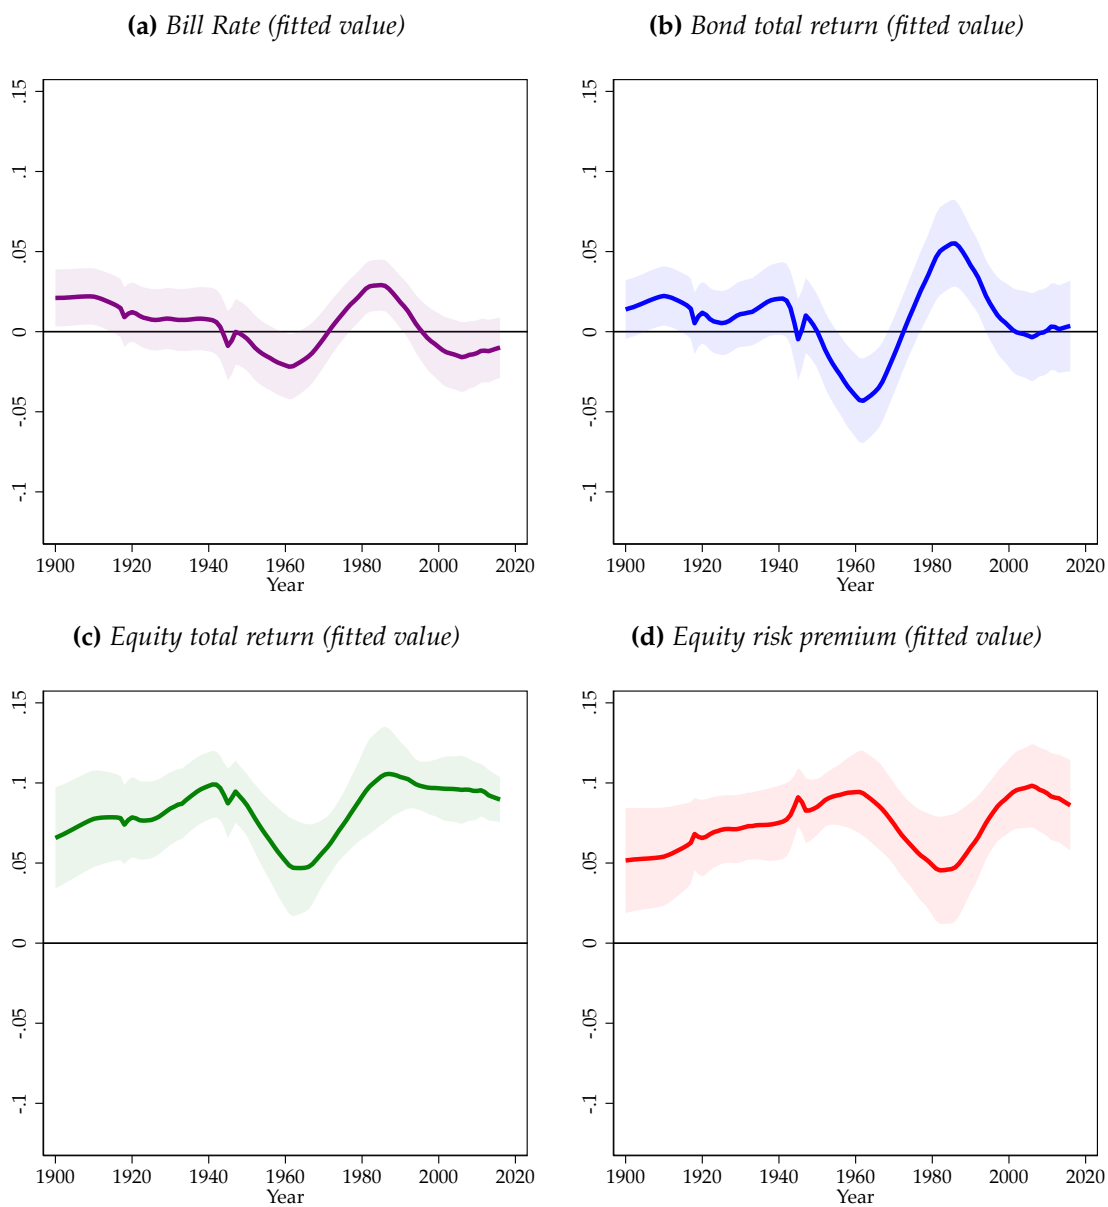 (a) Bill Rate (fitted value)
.15
.1
.05
0
-.05
-.1
1900 1920 1940 1960 1980 2000 2020
Year
(b) Bond total return (fitted value)
.15
.1
.05
0
-.05
-.1
1900 1920 1940 1960 1980 2000 2020
Year
(c) Equity total return (fitted value)
.15
.1
.05
0
-.05
-.1
1900 1920 1940 1960 1980 2000 2020
Year
(d) Equity risk premium (fitted value)
.15
.1
.05
0
-.05
-.1
1900 1920 1940 1960 1980 2000 2020
Year